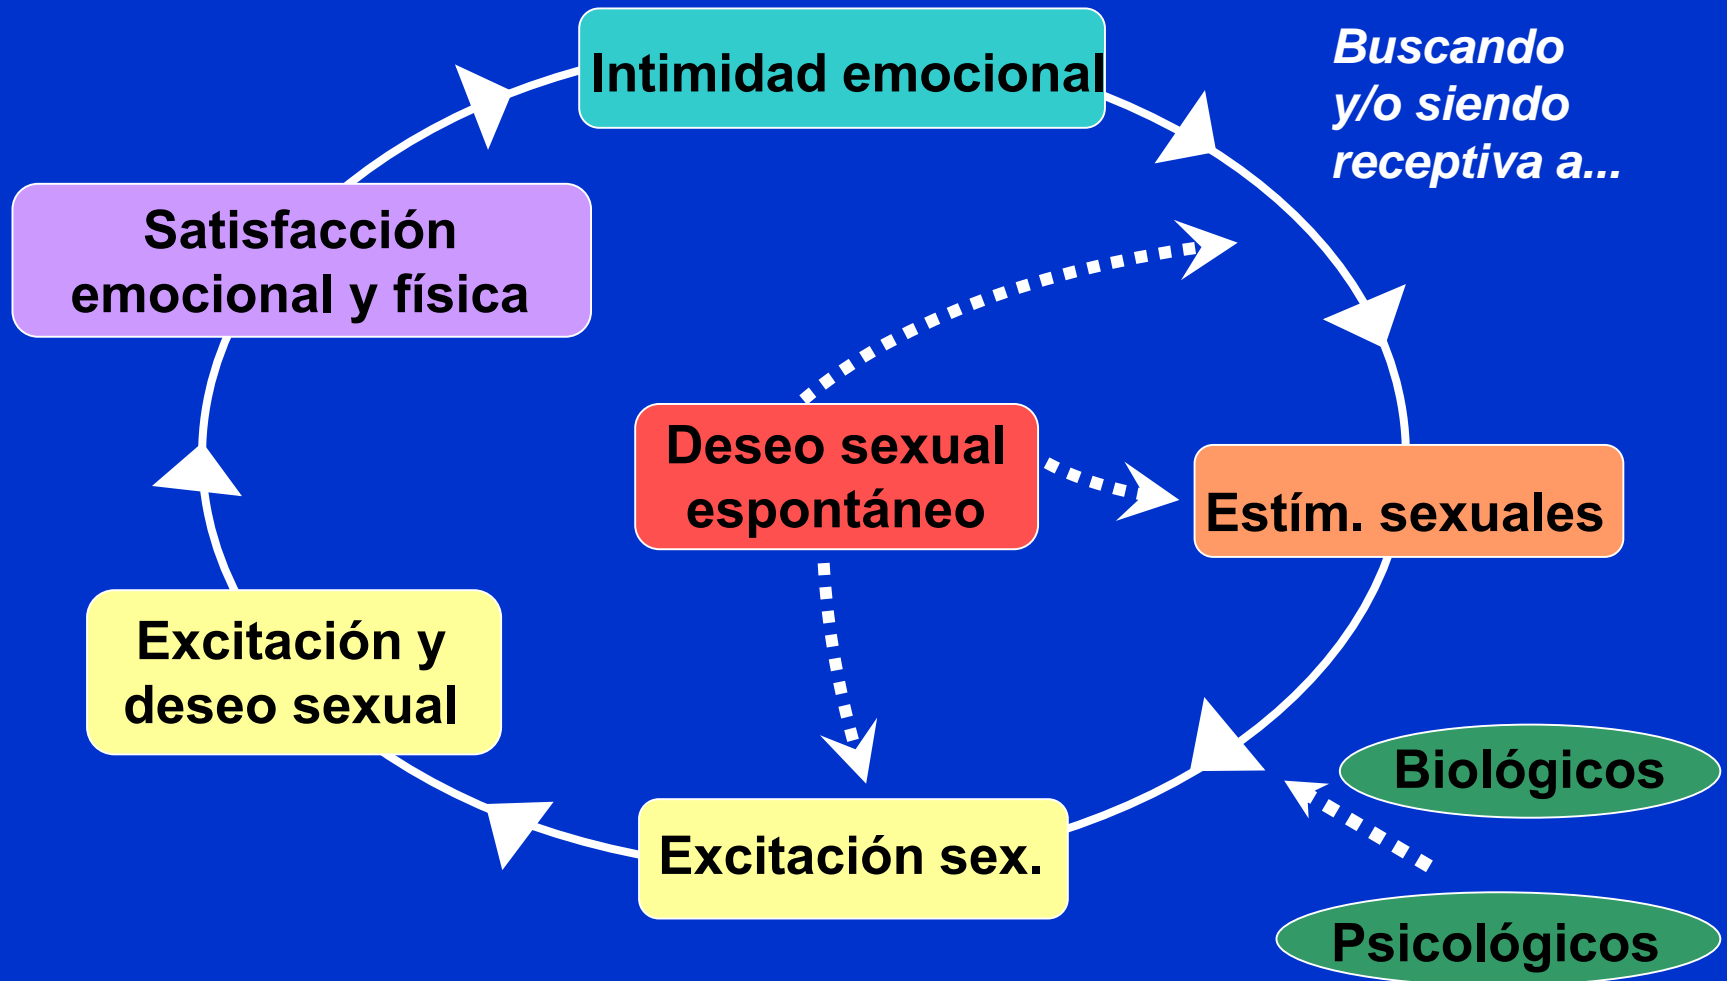 Intimidad emocional
Buscando
y/o siendo
receptiva a...
Satisfacción
emocional y física
Deseo sexual
espontáneo
Estím. sexuales
Excitación y
deseo sexual
Biológicos
Excitación sex.
Psicológicos